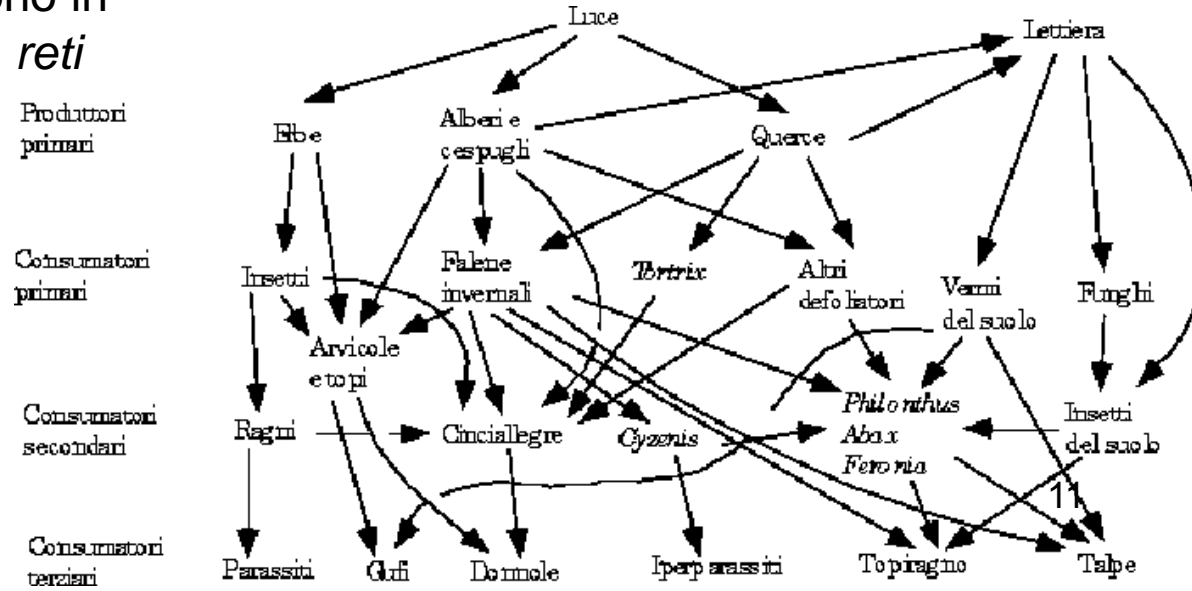 ono in
reti
Luce
Lettiera
Produttori
primari
Erbe
Alberi e
cespugli
Querce
Consumatori
primari
Insetti
Falene
invernali
Tortrix
Altri
defoliatori
Vermi
del suolo
Funghi
Arvicole
e topi
Consumatori
secondari
Ragni
Cinciallegre
Cyzenis
Philonthus
Abax
Feronia
Insetti
del suolo
11
Consumatori
terziari
Parassiti
Gufi
Donnole
Iperparassiti
Topiragno
Talpe